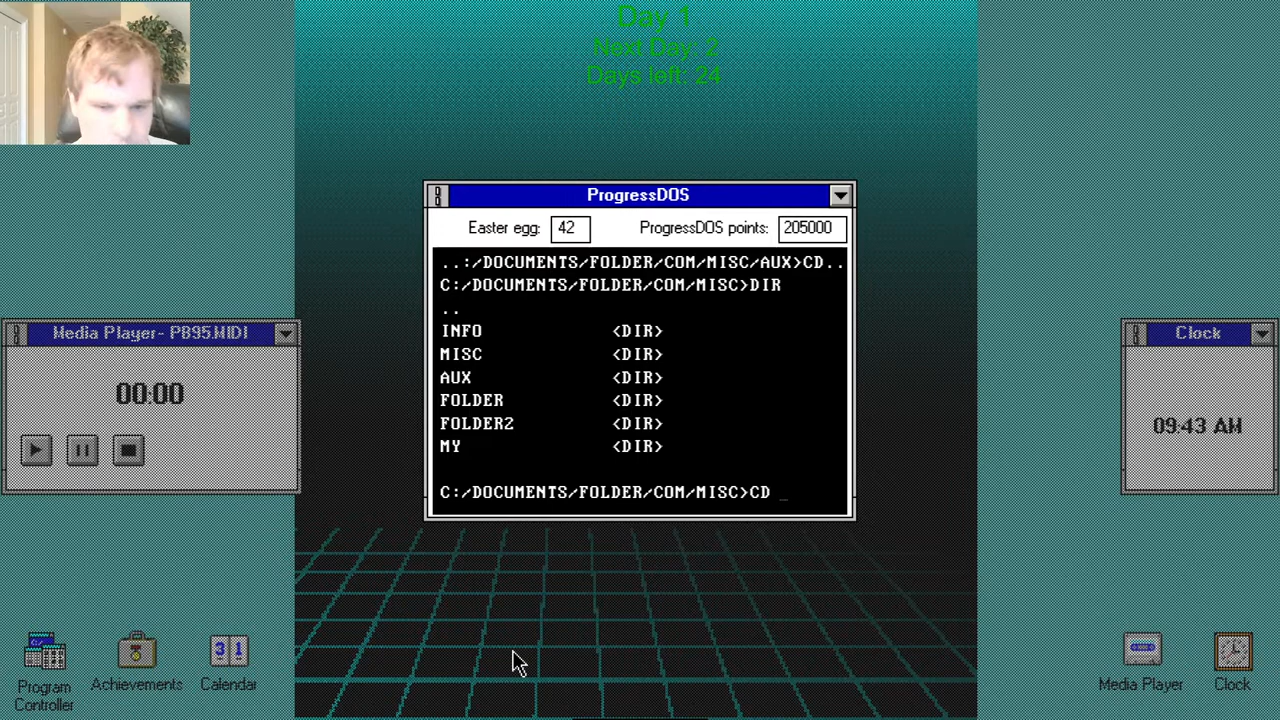 Day 1
Next Day: 2
Days left: 24
ProgressDOS
Easter egg: 42 ProgressDOS points: 205000
..:/DOCUMENTS/FOLDER/COM/MISC/AUX>CD..
C:/DOCUMENTS/FOLDER/COM/MISC>DIR
..
INFO <DIR>
MISC <DIR>
AUX <DIR>
FOLDER <DIR>
FOLDER2 <DIR>
MY <DIR>
C:/DOCUMENTS/FOLDER/COM/MISC>CD _
Media Player- PB95.MIDI
00:00
Clock
09:43 AM
Program
Controller
Achievements
31
Calendar
Media Player
Clock